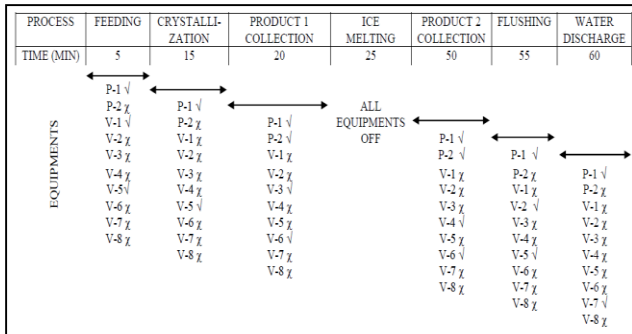 PROCESS FEEDING CRYSTALLI- PRODUCT 1 ICE PRODUCT 2 FLUSHING WATER
ZATION COLLECTION MELTING COLLECTION DISCHARGE
TIME (MIN) 5 15 20 25 50 55 60
EQUIPMENTS
P-1 √
P-2 χ
V-1 √
V-2 χ
V-3 χ
V-4 χ
V-5√
V-6 χ
V-7 χ
V-8 χ
P-1 √
P-2 χ
V-1 χ
V-2 χ
V-3 χ
V-4 χ
V-5 √
V-6 χ
V-7 χ
V-8 χ
P-1 √
P-2 √
V-1 χ
V-2 χ
V-3 √
V-4 χ
V-5 χ
V-6 √
V-7 χ
V-8 χ
ALL
EQUIPMENTS
OFF
P-1 √
P-2 √
V-1 χ
V-2 χ
V-3 χ
V-4 √
V-5 χ
V-6 √
V-7 χ
V-8 χ
P-1 √
P-2 χ
V-1 χ
V-2 √
V-3 χ
V-4 χ
V-5 √
V-6 χ
V-7 χ
V-8 χ
P-1 √
P-2 χ
V-1 χ
V-2 χ
V-3 χ
V-4 χ
V-5 χ
V-6 χ
V-7 √
V-8 χ